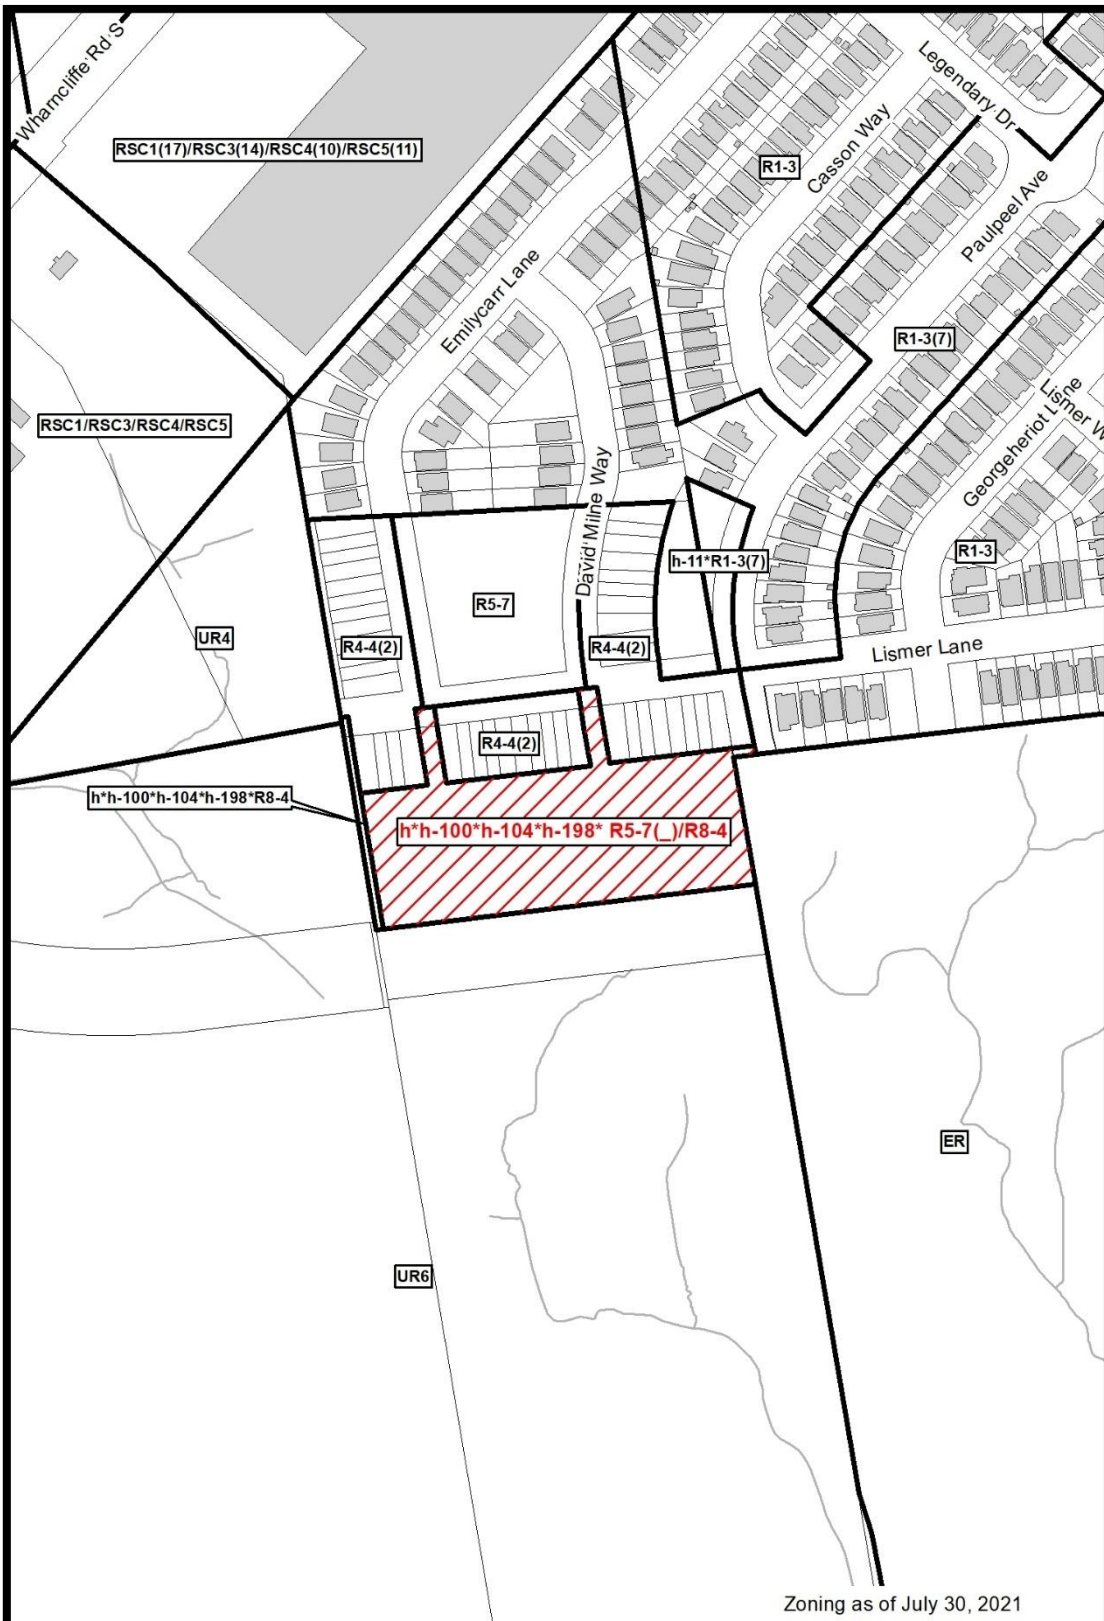 Wharncliffe Rd S
Legendary Dr
RSC1(17)/RSC3(14)/RSC4(10)/RSC5(11)
R1-3
Casson Way
Paulpeel Ave
Emilycarr Lane
R1-3(7)
RSC1/RSC3/RSC4/RSC5
Lismer W
Georgeheriot Lane
David Milne Way
h-11*R1-3(7)
R1-3
R5-7
UR4
R4-4(2)
R4-4(2)
Lismer Lane
R4-4(2)
h*h-100*h-104*h-198*R8-4
h*h-100*h-104*h-198* R5-7(_)/R8-4
ER
UR6
Zoning as of July 30, 2021